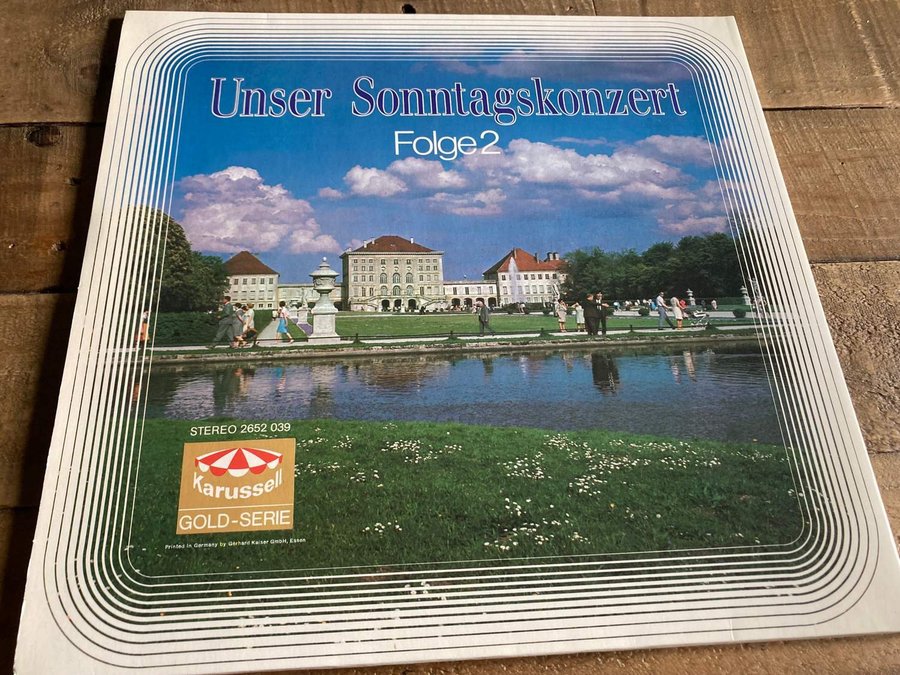 Unser Sonntagskonzert
Folge 2
STEREO 2652 039
Karussell
GOLD-SERIE
Printed in Germany by Gerhard Kaiser GmbH, Essen